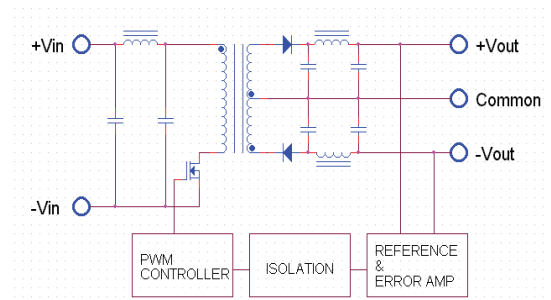 +Vin
+Vout
Common
-Vout
-Vin
PWM
CONTROLLER
ISOLATION
REFERENCE
&
ERROR AMP